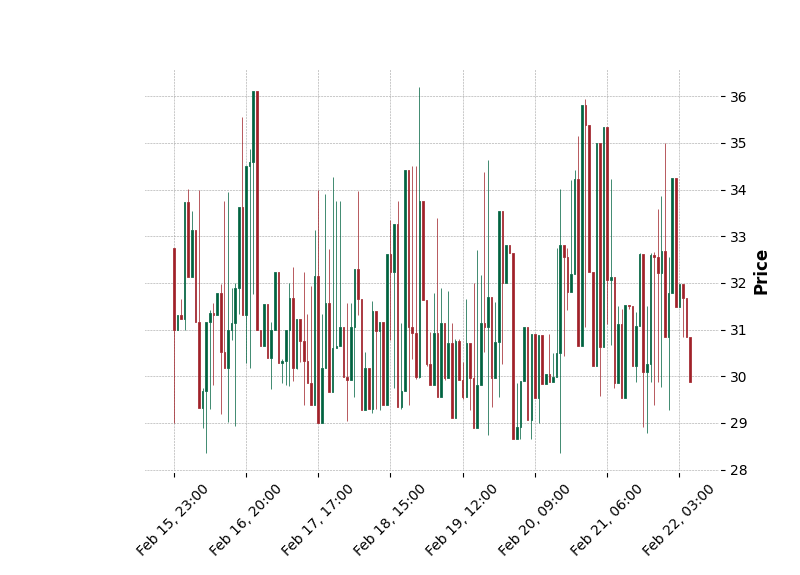 36
35
34
33
32
31
30
29
28
Price
Feb 15, 23:00
Feb 16, 20:00
Feb 17, 17:00
Feb 18, 15:00
Feb 19, 12:00
Feb 20, 09:00
Feb 21, 06:00
Feb 22, 03:00